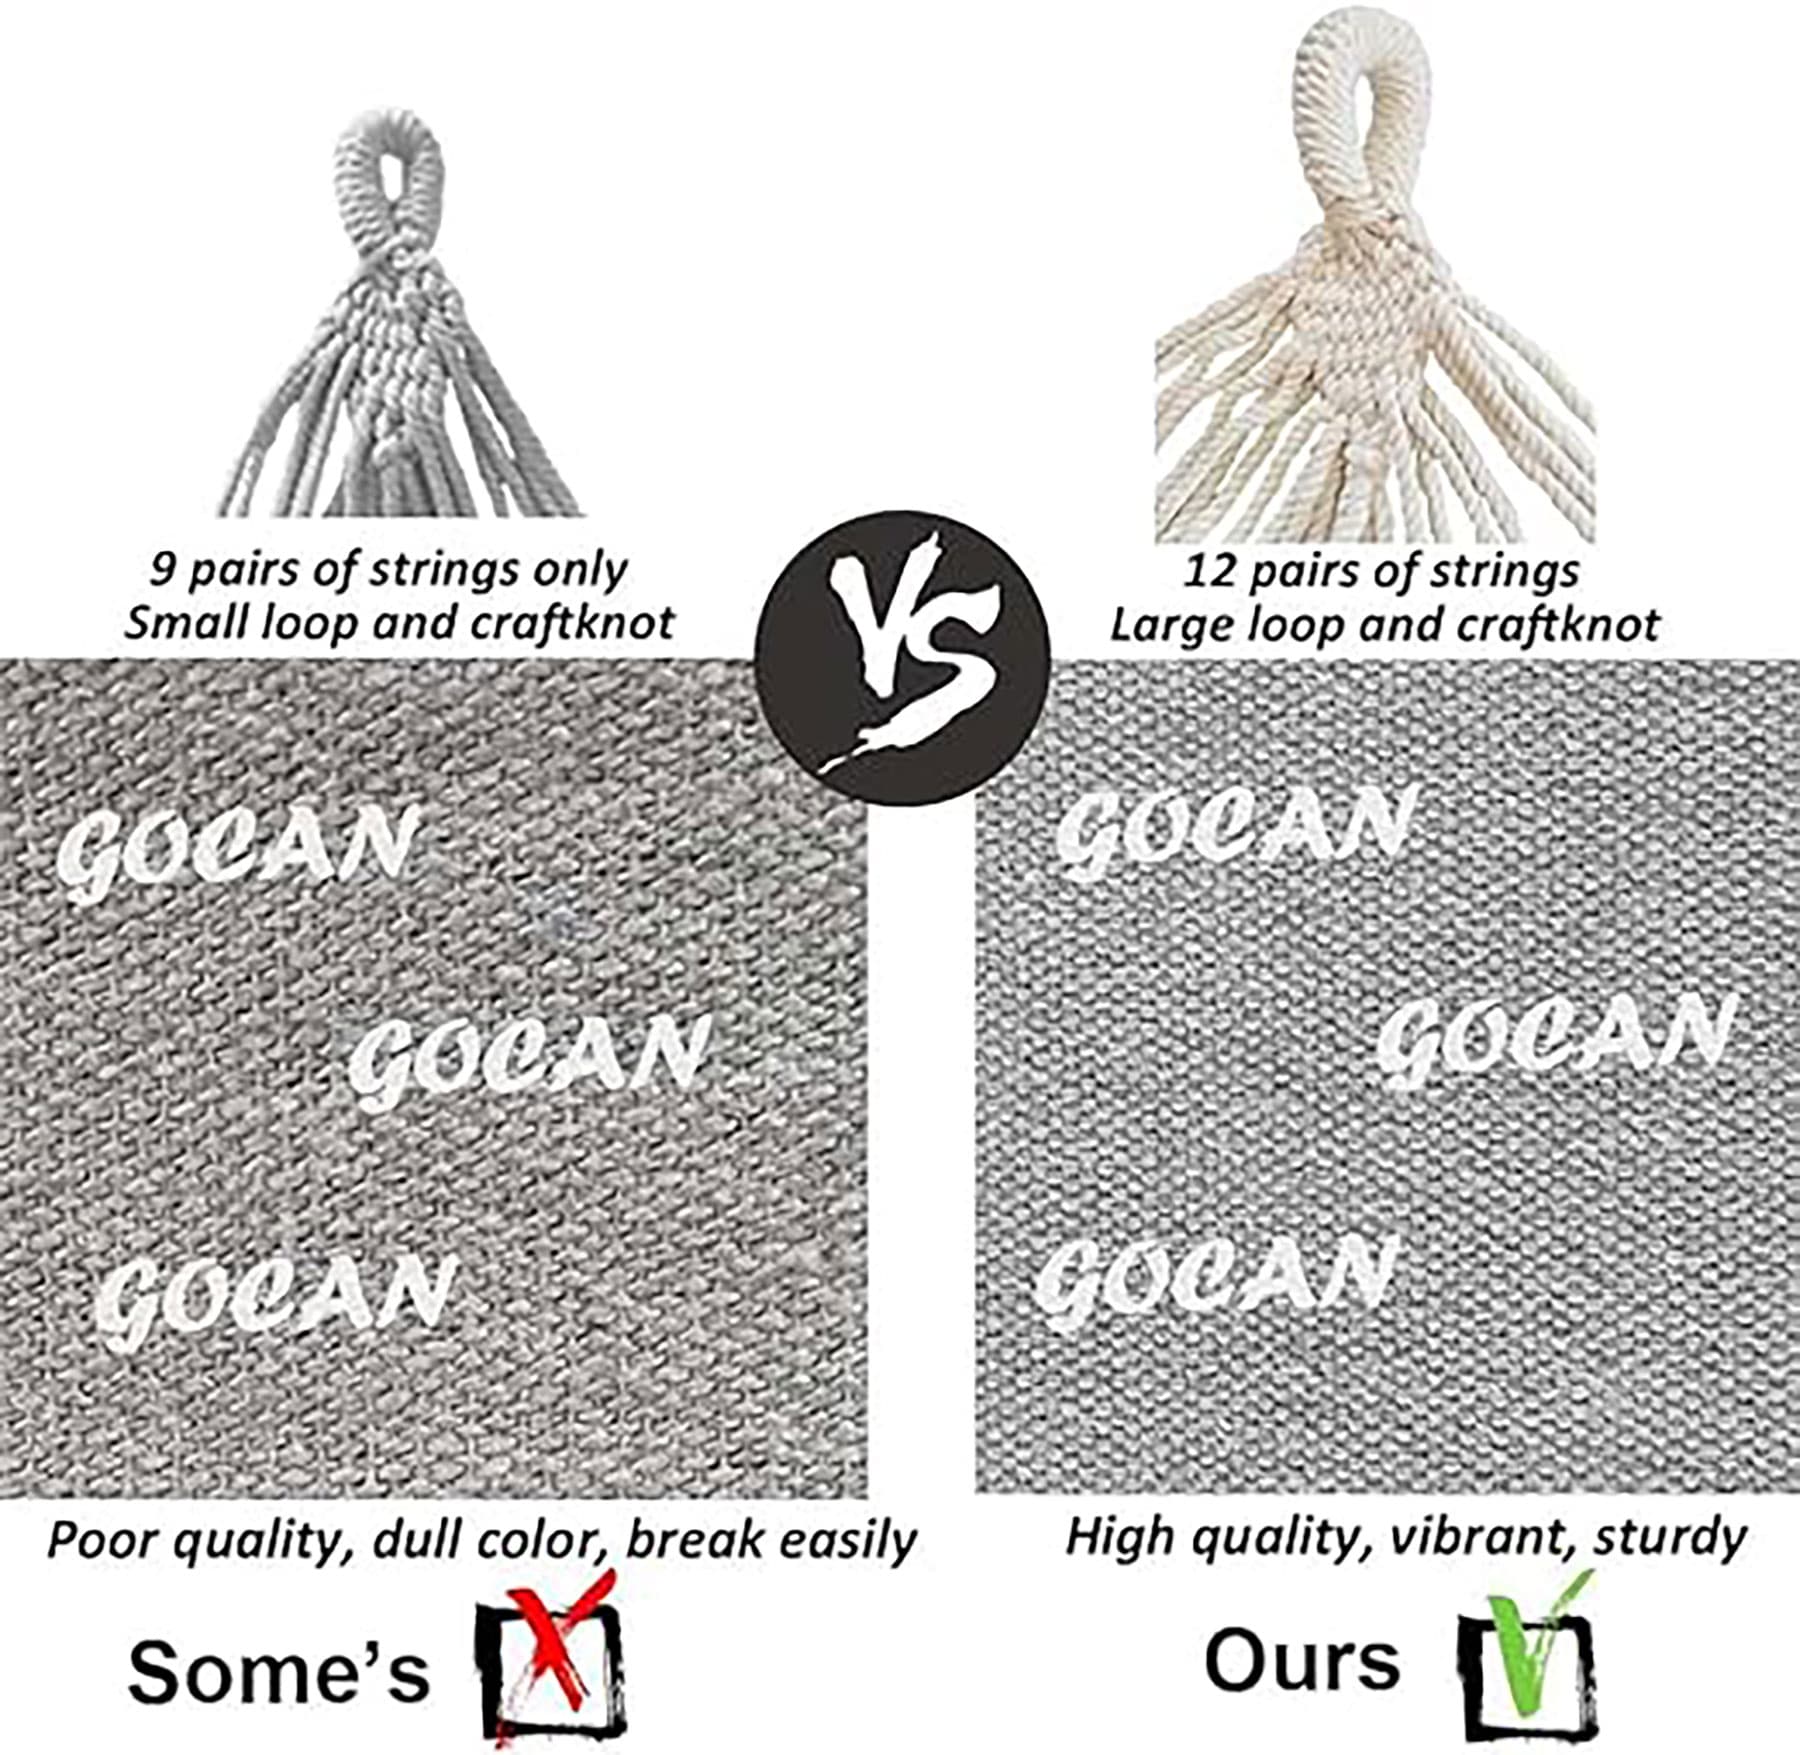 9 pairs of strings only
Small loop and craftknot
VS
12 pairs of strings
Large loop and craftknot
GOCAN
GOCAN
GOCAN
GOCAN
GOCAN
GOCAN
Poor quality, dull color, break easily
High quality, vibrant, sturdy
Some's
Ours